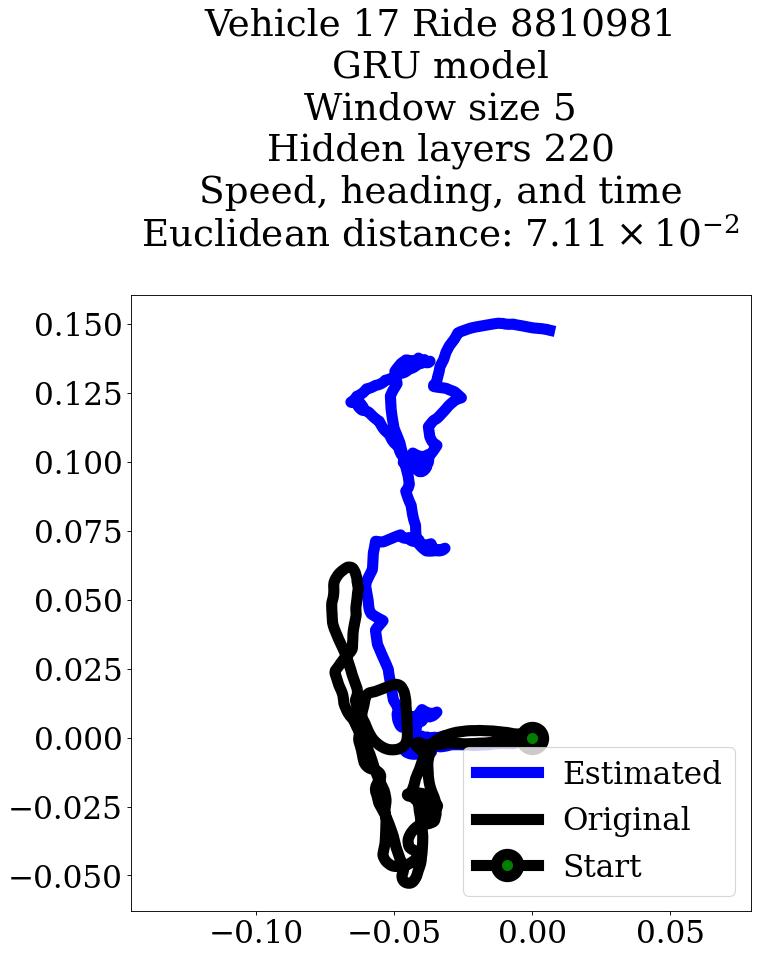 Vehicle 17 Ride 8810981
GRU model
Window size 5
Hidden layers 220
Speed, heading, and time
Euclidean distance: 7.11 × 10⁻²
0.150
0.125
0.100
0.075
0.050
0.025
0.000
−0.025
−0.050
Estimated
Original
Start
−0.10 −0.05 0.00 0.05